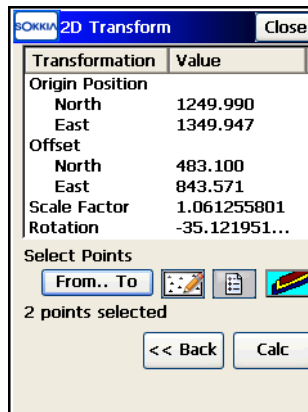 SOKKIA 2D Transform Close
Transformation Value
Origin Position
North 1249.990
East 1349.947
Offset
North 483.100
East 843.571
Scale Factor 1.061255801
Rotation -35.121951...
Select Points
From.. To
2 points selected
<< Back Calc